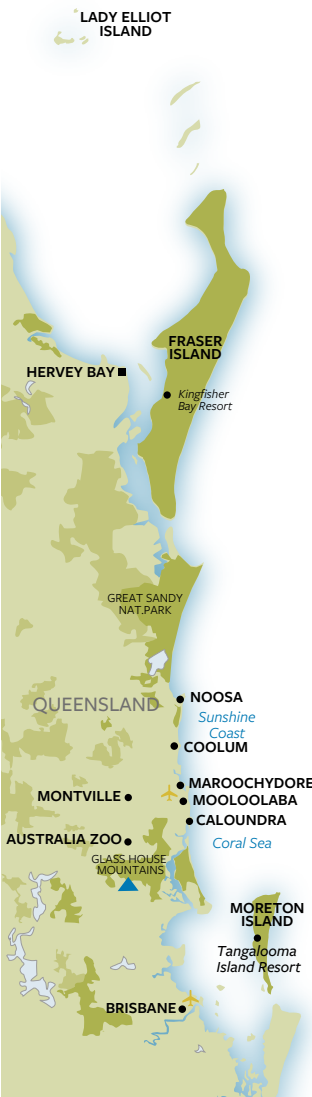 LADY ELLIOT
ISLAND
FRASER
ISLAND
HERVEY BAY
Kingfisher
Bay Resort
GREAT SANDY
NAT.PARK
QUEENSLAND
NOOSA
Sunshine
Coast
COOLUM
MAROOCHYDORE
MONTVILLE
MOOLOOLABA
CALOUNDRA
AUSTRALIA ZOO
Coral Sea
GLASS HOUSE
MOUNTAINS
MORETON
ISLAND
Tangalooma
Island Resort
BRISBANE